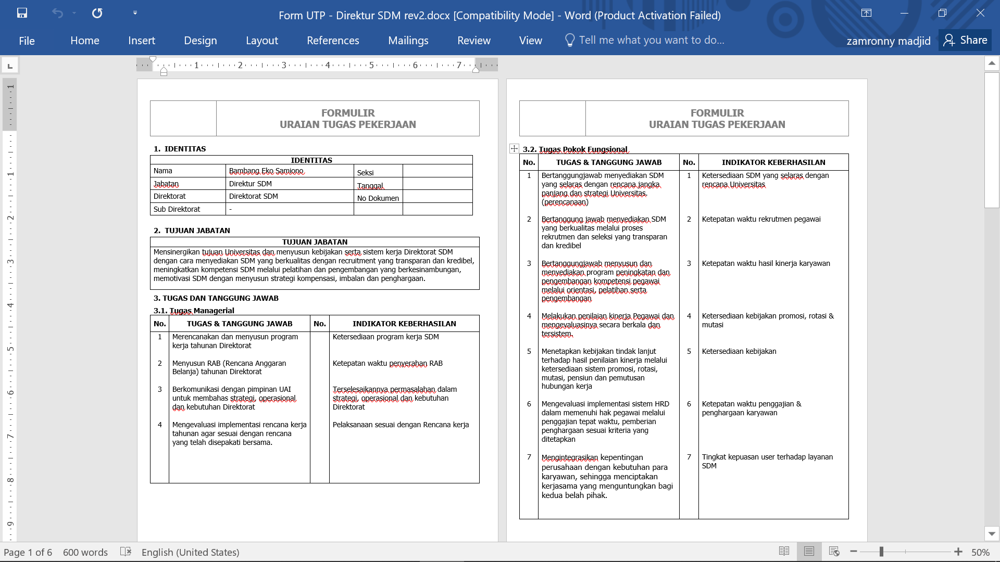 Form UTP - Direktur SDM rev2.docx [Compatibility Mode] - Word (Product Activation Failed)
File Home Insert Design Layout References Mailings Review View Tell me what you want to do... zamronny madjid Share
1 2 3 4 5 6 7
1
1
2
3
4
5
6
7
8
9
FORMULIR
URAIAN TUGAS PEKERJAAN
1. IDENTITAS
IDENTITAS
Nama Bambang Eko Samiono Seksi
Jabatan Direktur SDM Tanggal
Direktorat Direktorat SDM No Dokumen
Sub Direktorat -
2. TUJUAN JABATAN
TUJUAN JABATAN
Mensinergikan tujuan Universitas dan menyusun kebijakan serta sistem kerja Direktorat SDM
dengan cara menyediakan SDM yang berkualitas dengan recruitment yang transparan dan kredibel,
meningkatkan kompetensi SDM melalui pelatihan dan pengembangan yang berkesinambungan,
memotivasi SDM dengan menyusun strategi kompensasi, imbalan dan penghargaan.
3. TUGAS DAN TANGGUNG JAWAB
3.1. Tugas Managerial
No. TUGAS & TANGGUNG JAWAB No. INDIKATOR KEBERHASILAN
1 Merencanakan dan menyusun program Ketersediaan program kerja SDM
kerja tahunan Direktorat
2 Menyusun RAB (Rencana Anggaran Ketepatan waktu penyerahan RAB
Belanja) tahunan Direktorat
3 Berkomunikasi dengan pimpinan UAI Terselesaikannya permasalahan dalam
untuk membahas strategi, operasional strategi, operasional dan kebutuhan
dan kebutuhan Direktorat Direktorat
4 Mengevaluasi implementasi rencana kerja Pelaksanaan sesuai dengan Rencana kerja
tahunan agar sesuai dengan rencana
yang telah disepakati bersama.
FORMULIR
URAIAN TUGAS PEKERJAAN
3.2. Tugas Pokok Fungsional
No. TUGAS & TANGGUNG JAWAB No. INDIKATOR KEBERHASILAN
1 Bertanggungjawab menyediakan SDM 1 Ketersediaan SDM yang selaras dengan
yang selaras dengan rencana jangka rencana Universitas
panjang dan strategi Universitas.
(perencanaan)
2 Bertanggung jawab menyediakan SDM 2 Ketepatan waktu rekrutmen pegawai
yang berkualitas melalui proses
rekrutmen dan seleksi yang transparan
dan kredibel
3 Bertanggungjawab menyusun dan 3 Ketepatan waktu hasil kinerja karyawan
menyediakan program peningkatan dan
pengembangan kompetensi pegawai
melalui orientasi, pelatihan serta
pengembangan
4 Melakukan penilaian kinerja Pegawai dan 4 Ketersediaan kebijakan promosi, rotasi &
mengevaluasinya secara berkala dan mutasi
tersistem.
5 Menetapkan kebijakan tindak lanjut 5 Ketersediaan kebijakan
terhadap hasil penilaian kinerja melalui
ketersediaan sistem promosi, rotasi,
mutasi, pensiun dan pemutusan
hubungan kerja
6 Mengevaluasi implementasi sistem HRD 6 Ketepatan waktu penggajian &
dalam memenuhi hak pegawai melalui penghargaan karyawan
penggajian tepat waktu, pemberian
penghargaan sesuai kriteria yang
ditetapkan
7 Mengintegrasikan kepentingan 7 Tingkat kepuasan user terhadap layanan
perusahaan dengan kebutuhan para SDM
karyawan, sehingga menciptakan
kerjasama yang menguntungkan bagi
kedua belah pihak.
Page 1 of 6 600 words English (United States) 50%